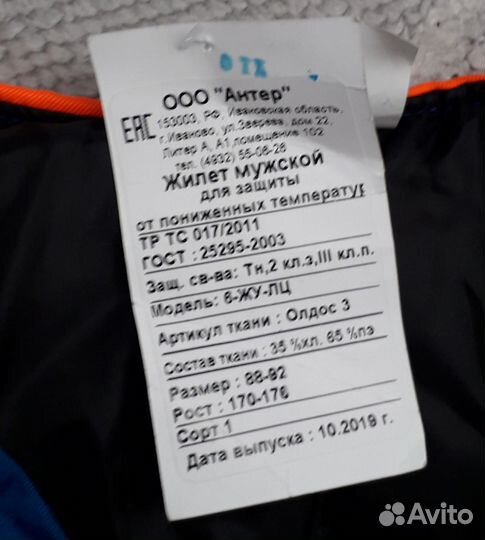 ОТК
ООО "Антер"
ЕАС
153003, РФ, Ивановская область,
г.Иваново, ул.Зверева, дом 22,
Литер А, А1,помещение 102
тел. (4932) 55-08-28
Жилет мужской
для защиты
от пониженных температур
ТР ТС 017/2011
ГОСТ : 25295-2003
Защ. св-ва: Тн,2 кл.з,III кл.п.
Модель: 6-ЖУ-ЛЦ
Артикул ткани : Олдос 3
Состав ткани : 35 %хл. 65 %пэ
Размер : 88-92
Рост : 170-176
Сорт 1
Дата выпуска : 10.2019 г.
Avito